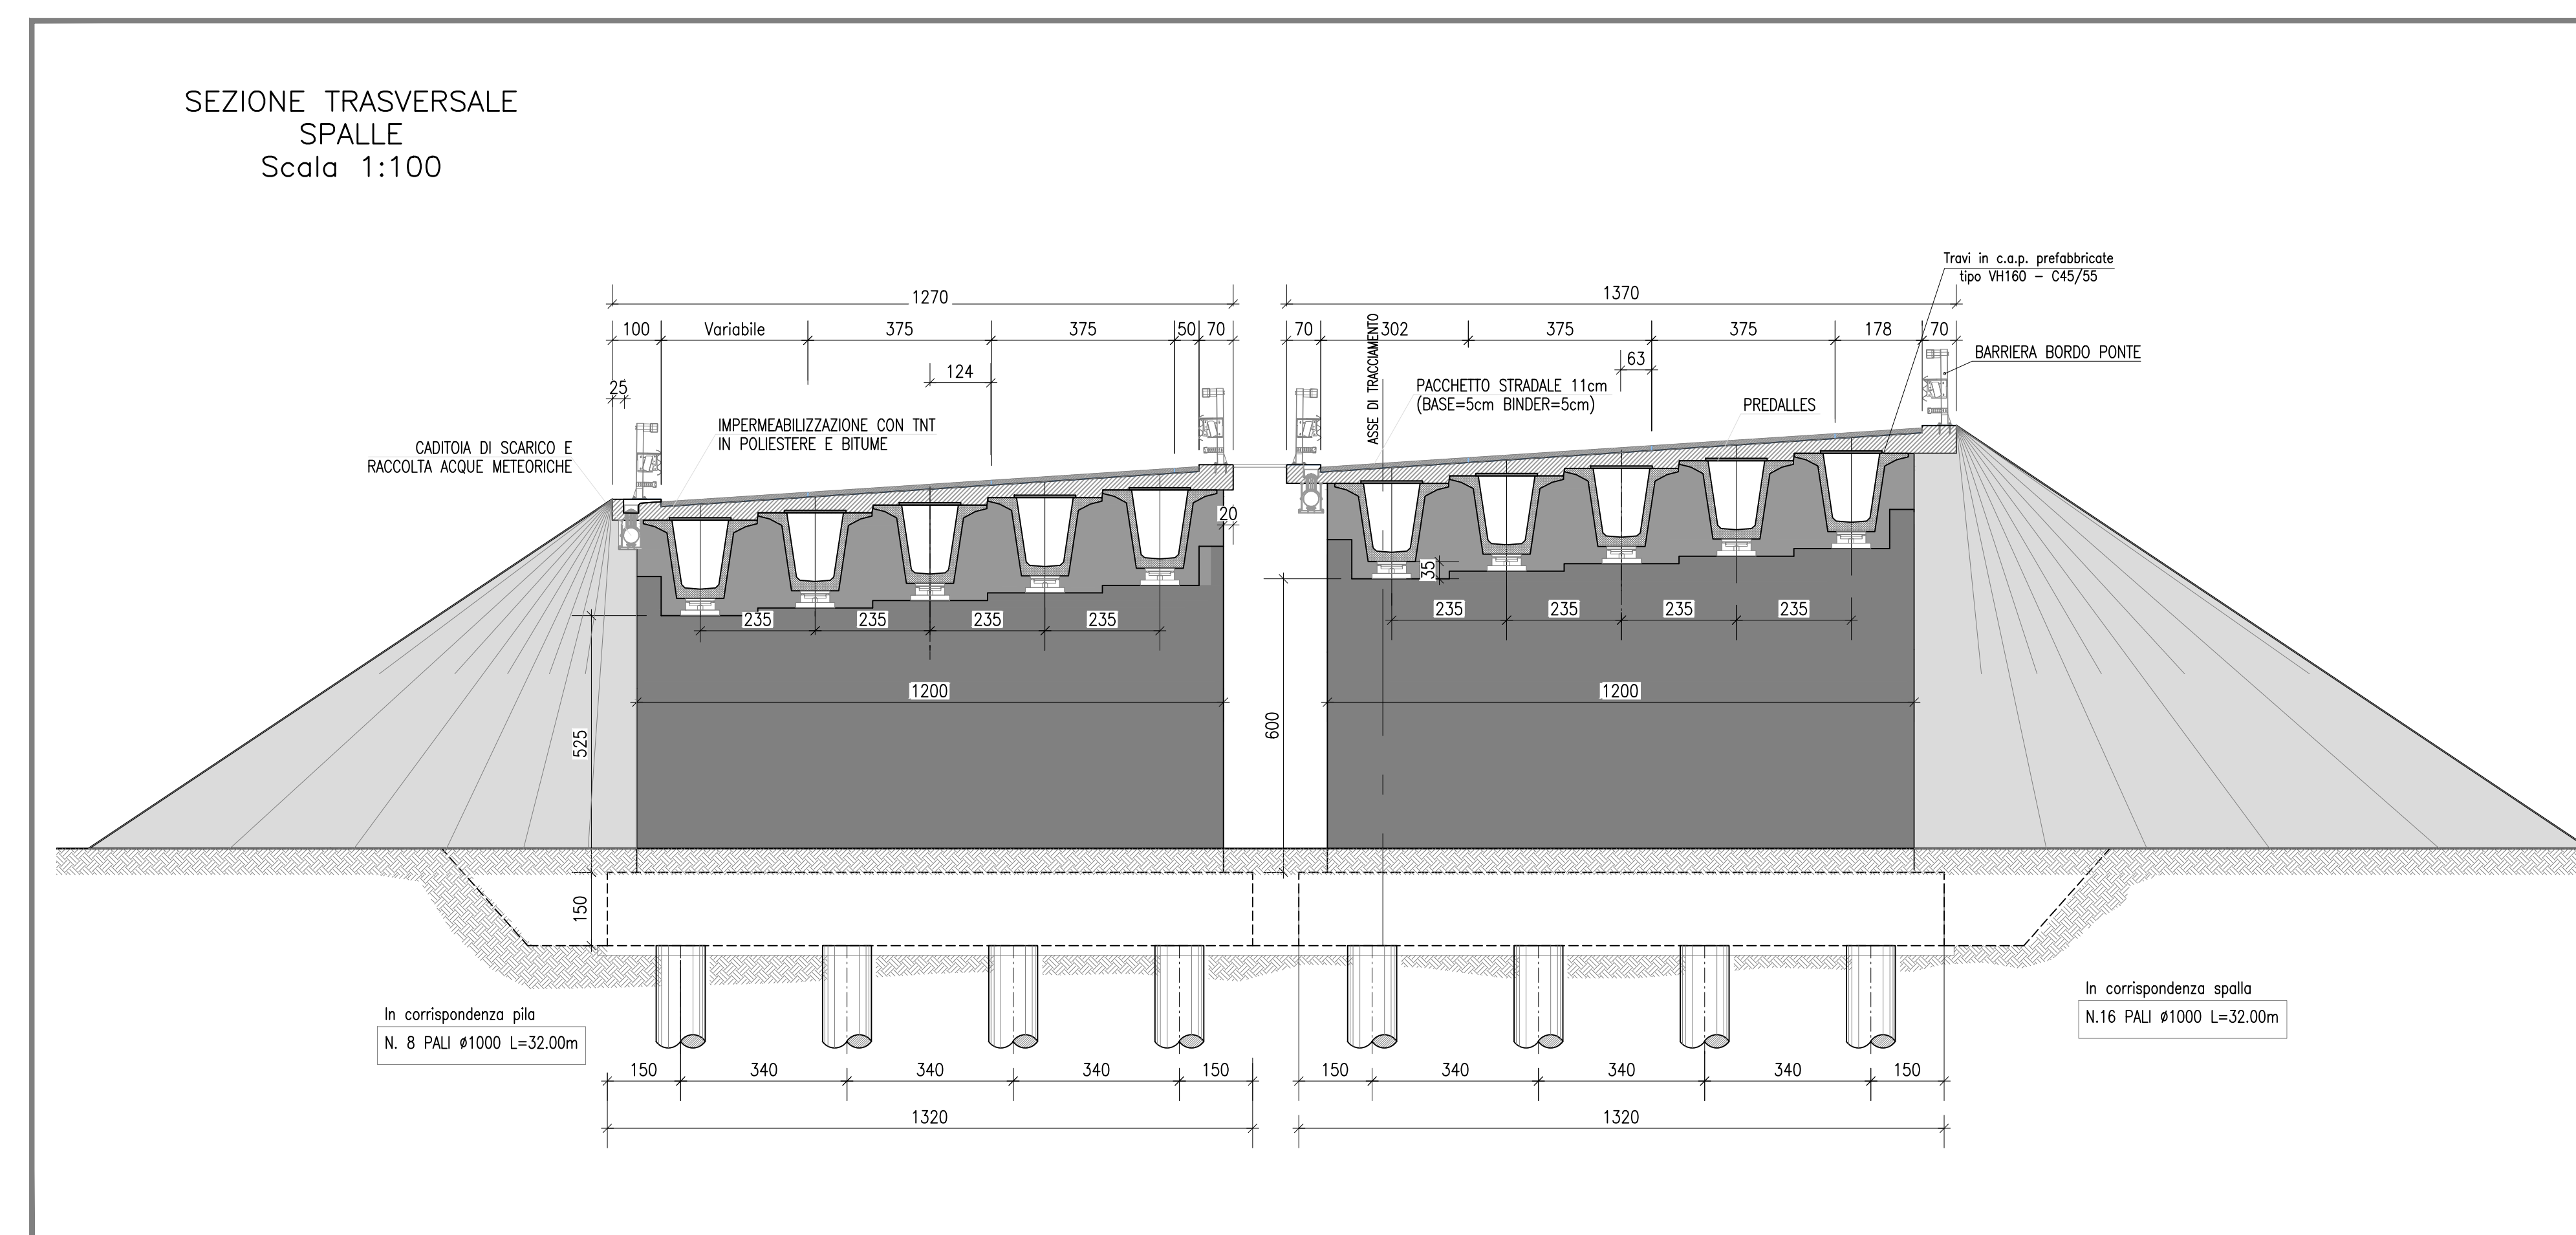 SEZIONE TRASVERSALE
SPALLE
Scala 1:100
Travi in c.a.p. prefabbricate
tipo VH160 - C45/55
1270
1370
100
Variabile
375
375
50
70
70
302
375
375
178
70
BARRIERA BORDO PONTE
ASSE DI TRACCIAMENTO
124
63
25
PACCHETTO STRADALE 11cm
(BASE=5cm BINDER=5cm)
PREDALLES
IMPERMEABILIZZAZIONE CON TNT
IN POLIESTERE E BITUME
CADITOIA DI SCARICO E
RACCOLTA ACQUE METEORICHE
20
35
235
235
235
235
235
235
235
235
1200
1200
525
600
150
In corrispondenza pila
N. 8 PALI ø1000 L=32.00m
In corrispondenza spalla
N.16 PALI ø1000 L=32.00m
150
340
340
340
150
150
340
340
340
150
1320
1320